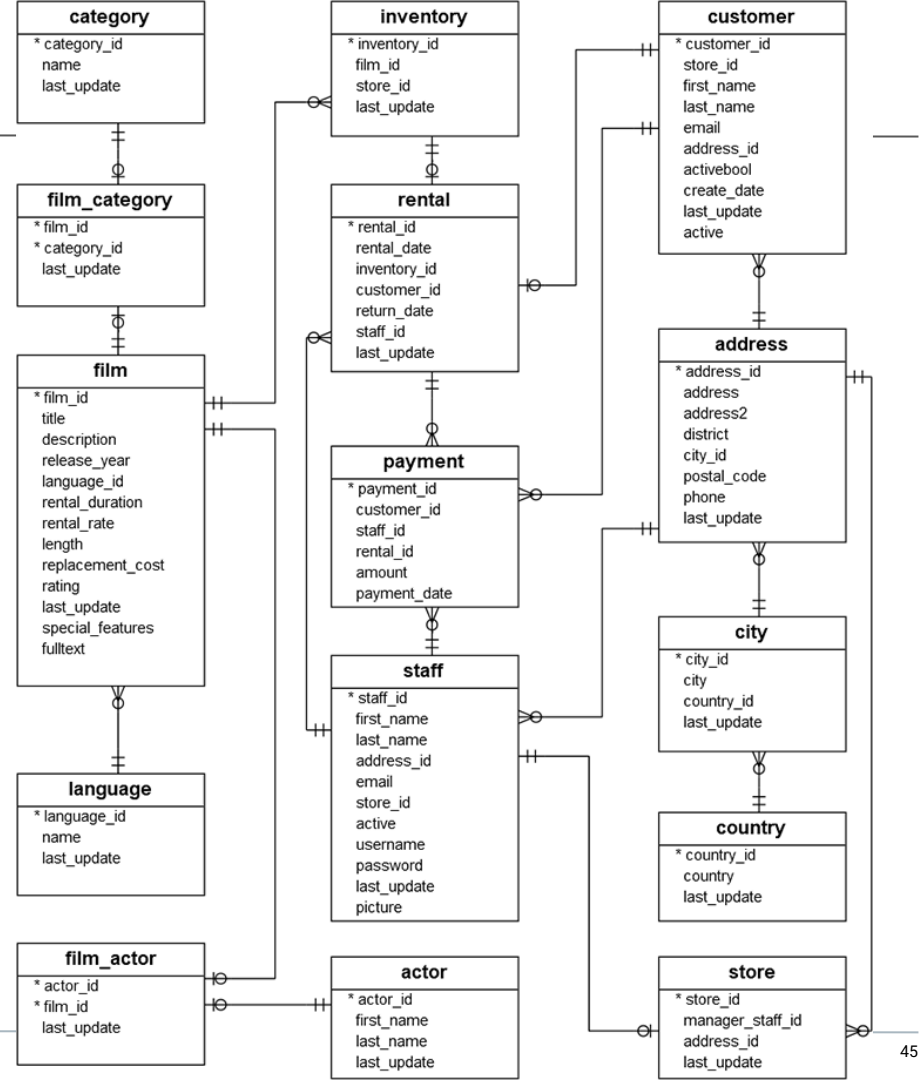 category
* category_id
name
last_update
film_category
* film_id
* category_id
last_update
film
* film_id
title
description
release_year
language_id
rental_duration
rental_rate
length
replacement_cost
rating
last_update
special_features
fulltext
language
* language_id
name
last_update
film_actor
* actor_id
* film_id
last_update
inventory
* inventory_id
film_id
store_id
last_update
rental
* rental_id
rental_date
inventory_id
customer_id
return_date
staff_id
last_update
payment
* payment_id
customer_id
staff_id
rental_id
amount
payment_date
staff
* staff_id
first_name
last_name
address_id
email
store_id
active
username
password
last_update
picture
actor
* actor_id
first_name
last_name
last_update
customer
* customer_id
store_id
first_name
last_name
email
address_id
activebool
create_date
last_update
active
address
* address_id
address
address2
district
city_id
postal_code
phone
last_update
city
* city_id
city
country_id
last_update
country
* country_id
country
last_update
store
* store_id
manager_staff_id
address_id
last_update
45